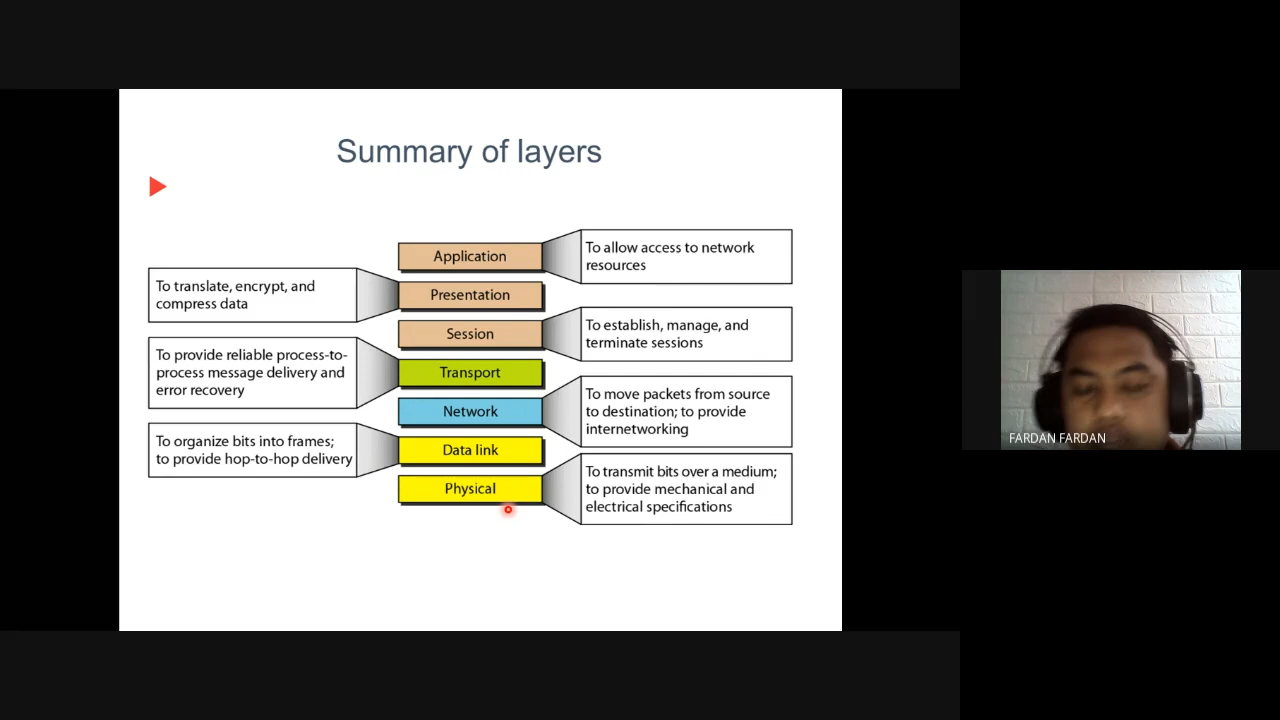 Summary of layers
Application
To allow access to network
resources
To translate, encrypt, and
compress data
Presentation
Session
To establish, manage, and
terminate sessions
To provide reliable process-to-
process message delivery and
error recovery
Transport
Network
To move packets from source
to destination; to provide
internetworking
To organize bits into frames;
to provide hop-to-hop delivery
Data link
Physical
To transmit bits over a medium;
to provide mechanical and
electrical specifications
FARDAN FARDAN